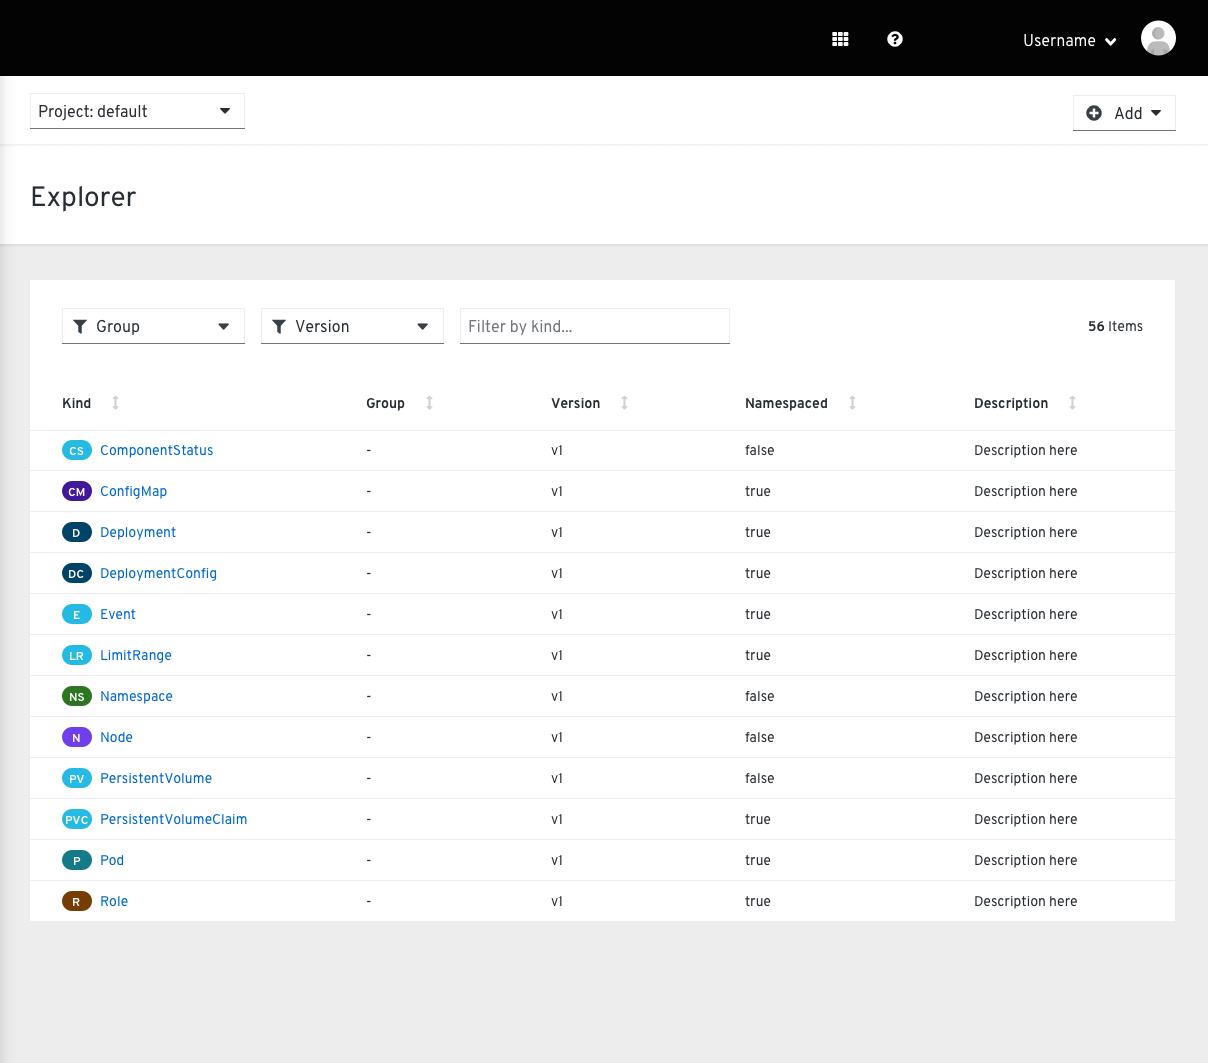 Username
Project: default
Add
Explorer
Group Version Filter by kind... 56 Items
Kind Group Version Namespaced Description
CS ComponentStatus - v1 false Description here
CM ConfigMap - v1 true Description here
D Deployment - v1 true Description here
DC DeploymentConfig - v1 true Description here
E Event - v1 true Description here
LR LimitRange - v1 true Description here
NS Namespace - v1 false Description here
N Node - v1 false Description here
PV PersistentVolume - v1 false Description here
PVC PersistentVolumeClaim - v1 true Description here
P Pod - v1 true Description here
R Role - v1 true Description here